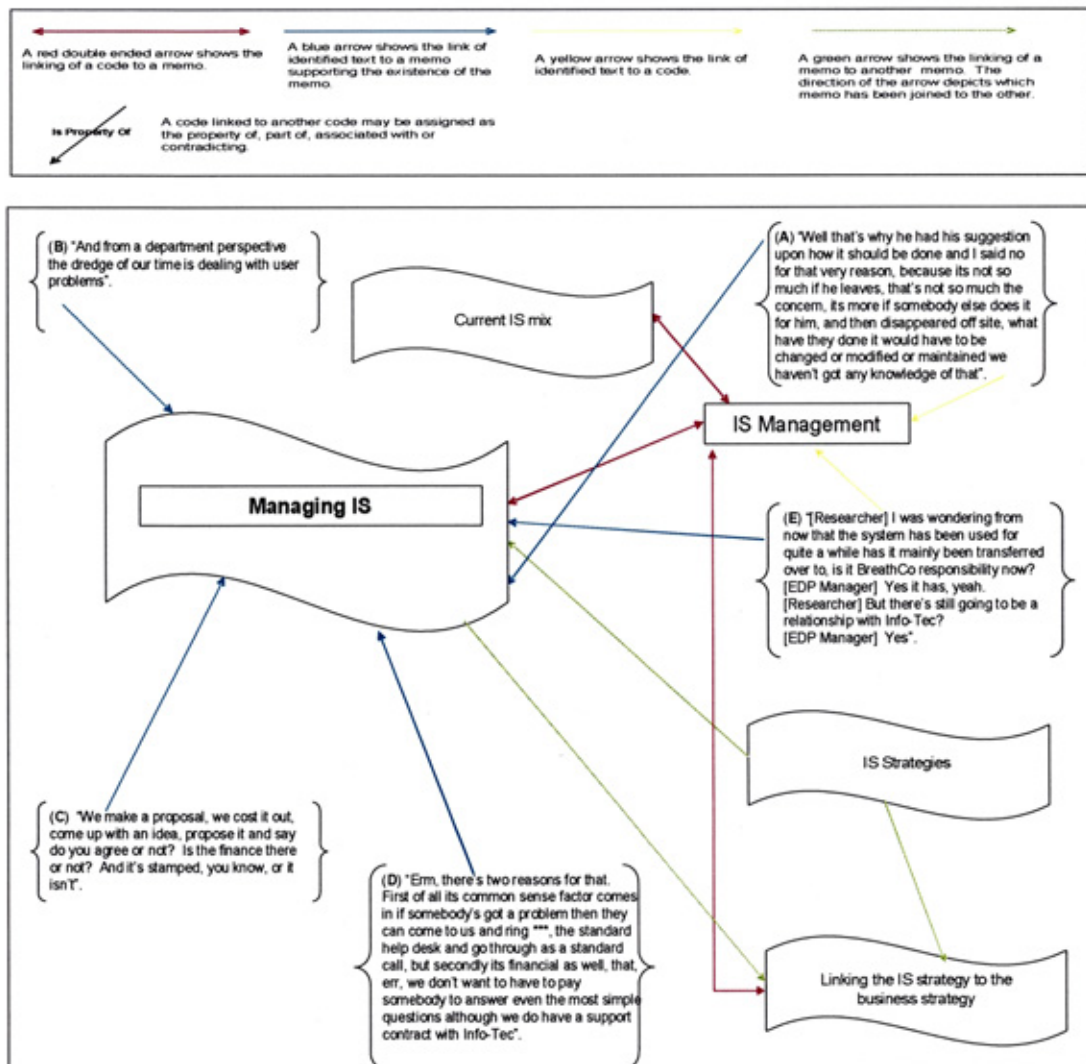 A red double ended arrow shows the
linking of a code to a memo.
A blue arrow shows the link of
identified text to a memo
supporting the existence of the
memo.
A yellow arrow shows the link of
identified text to a code.
A green arrow shows the linking of a
memo to another memo. The
direction of the arrow depicts which
memo has been joined to the other.
Is Property Of
A code linked to another code may be assigned as
the property of, part of, associated with or
contradicting.
(B) "And from a department perspective
the dredge of our time is dealing with user
problems".
Current IS mix
(A) "Well that's why he had his suggestion
upon how it should be done and I said no
for that very reason, because its not so
much if he leaves, that's not so much the
concern, its more if somebody else does it
for him, and then disappeared off site, what
have they done it would have to be
changed or modified or maintained we
haven't got any knowledge of that".
IS Management
Managing IS
(E) "[Researcher] I was wondering from
now that the system has been used for
quite a while has it mainly been transferred
over to, is it BreathCo responsibility now?
[EDP Manager] Yes it has, yeah.
[Researcher] But there's still going to be a
relationship with Info-Tec?
[EDP Manager] Yes".
IS Strategies
(C) "We make a proposal, we cost it out,
come up with an idea, propose it and say
do you agree or not? Is the finance there
or not? And it's stamped, you know, or it
isn't".
(D) "Erm, there's two reasons for that.
First of all its common sense factor comes
in if somebody's got a problem then they
can come to us and ring ***, the standard
help desk and go through as a standard
call, but secondly its financial as well, that,
err, we don't want to have to pay
somebody to answer even the most simple
questions although we do have a support
contract with Info-Tec".
Linking the IS strategy to the
business strategy